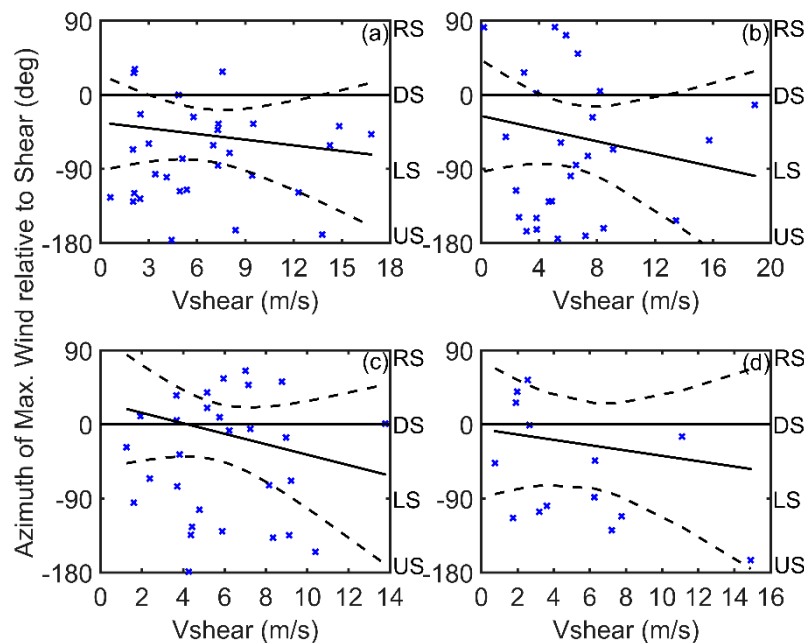 Azimuth of Max. Wind relative to Shear (deg)
90
0
-90
-180
(a)
RS
DS
LS
US
0 3 6 9 12 15 18
Vshear (m/s)
90
0
-90
-180
(b)
RS
DS
LS
US
0 4 8 12 16 20
Vshear (m/s)
90
0
-90
-180
(c)
RS
DS
LS
US
0 2 4 6 8 10 12 14
Vshear (m/s)
90
0
-90
-180
(d)
RS
DS
LS
US
0 2 4 6 8 10 12 14 16
Vshear (m/s)